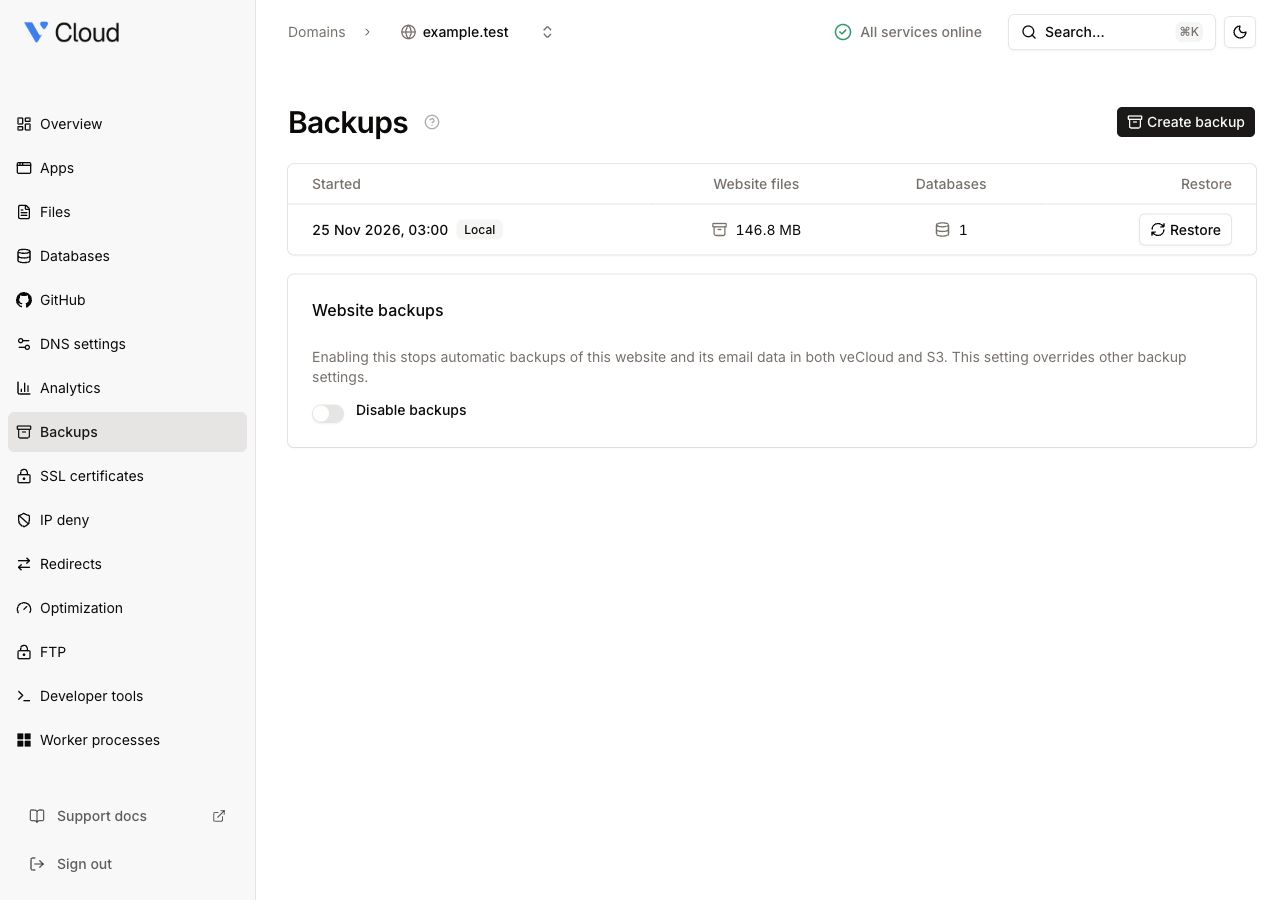 Cloud
Domains
example.test
All services online
Search...
⌘K
Overview
Apps
Files
Databases
GitHub
DNS settings
Analytics
Backups
SSL certificates
IP deny
Redirects
Optimization
FTP
Developer tools
Worker processes
Support docs
Sign out
Backups
Create backup
Started Website files Databases Restore
25 Nov 2026, 03:00 Local 146.8 MB 1 Restore
Website backups
Enabling this stops automatic backups of this website and its email data in both veCloud and S3. This setting overrides other backup
settings.
Disable backups